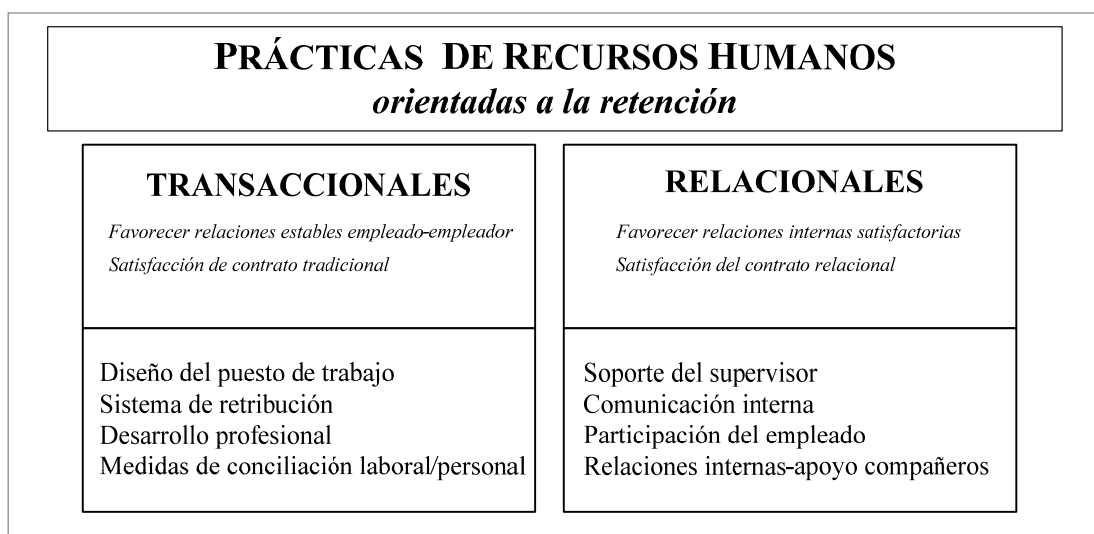 PRÁCTICAS DE RECURSOS HUMANOS
orientadas a la retención
TRANSACCIONALES
Favorecer relaciones estables empleado-empleador
Satisfacción de contrato tradicional
Diseño del puesto de trabajo
Sistema de retribución
Desarrollo profesional
Medidas de conciliación laboral/personal
RELACIONALES
Favorecer relaciones internas satisfactorias
Satisfacción del contrato relacional
Soporte del supervisor
Comunicación interna
Participación del empleado
Relaciones internas-apoyo compañeros